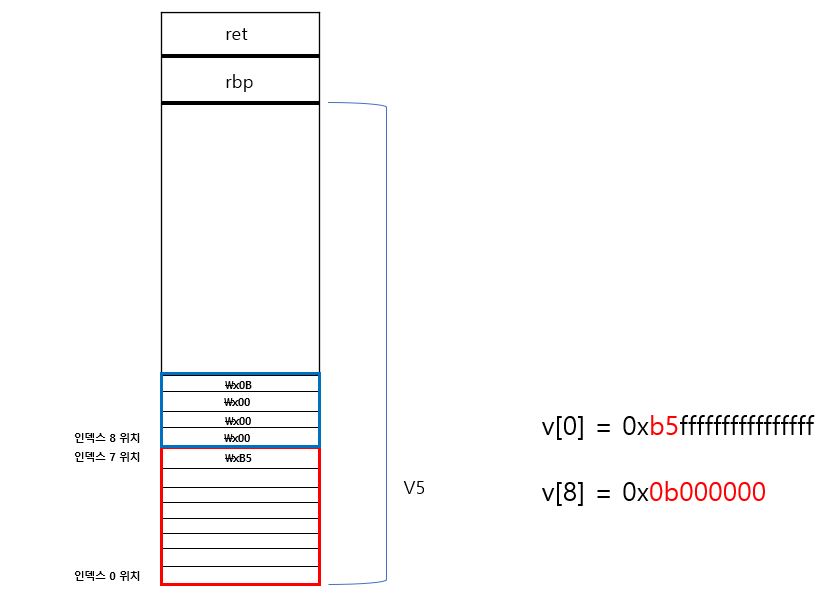 ret
rbp
₩x0B
₩x00
₩x00
인덱스 8 위치
₩x00
인덱스 7 위치
₩xB5
인덱스 0 위치
V5
v[0] = 0xb5ffffffffffffffff
v[8] = 0x0b000000